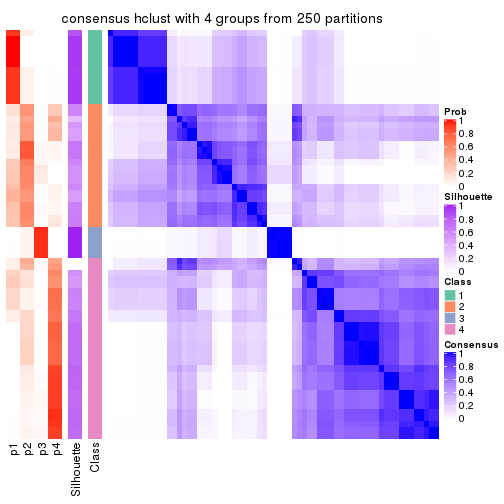 consensus hclust with 4 groups from 250 partitions
Prob
1
0.8
0.6
0.4
0.2
0
Silhouette
1
0.8
0.6
0.4
0.2
0
Class
1
2
3
4
Consensus
1
0.8
0.6
0.4
0.2
0
p1
p2
p3
p4
Silhouette
Class